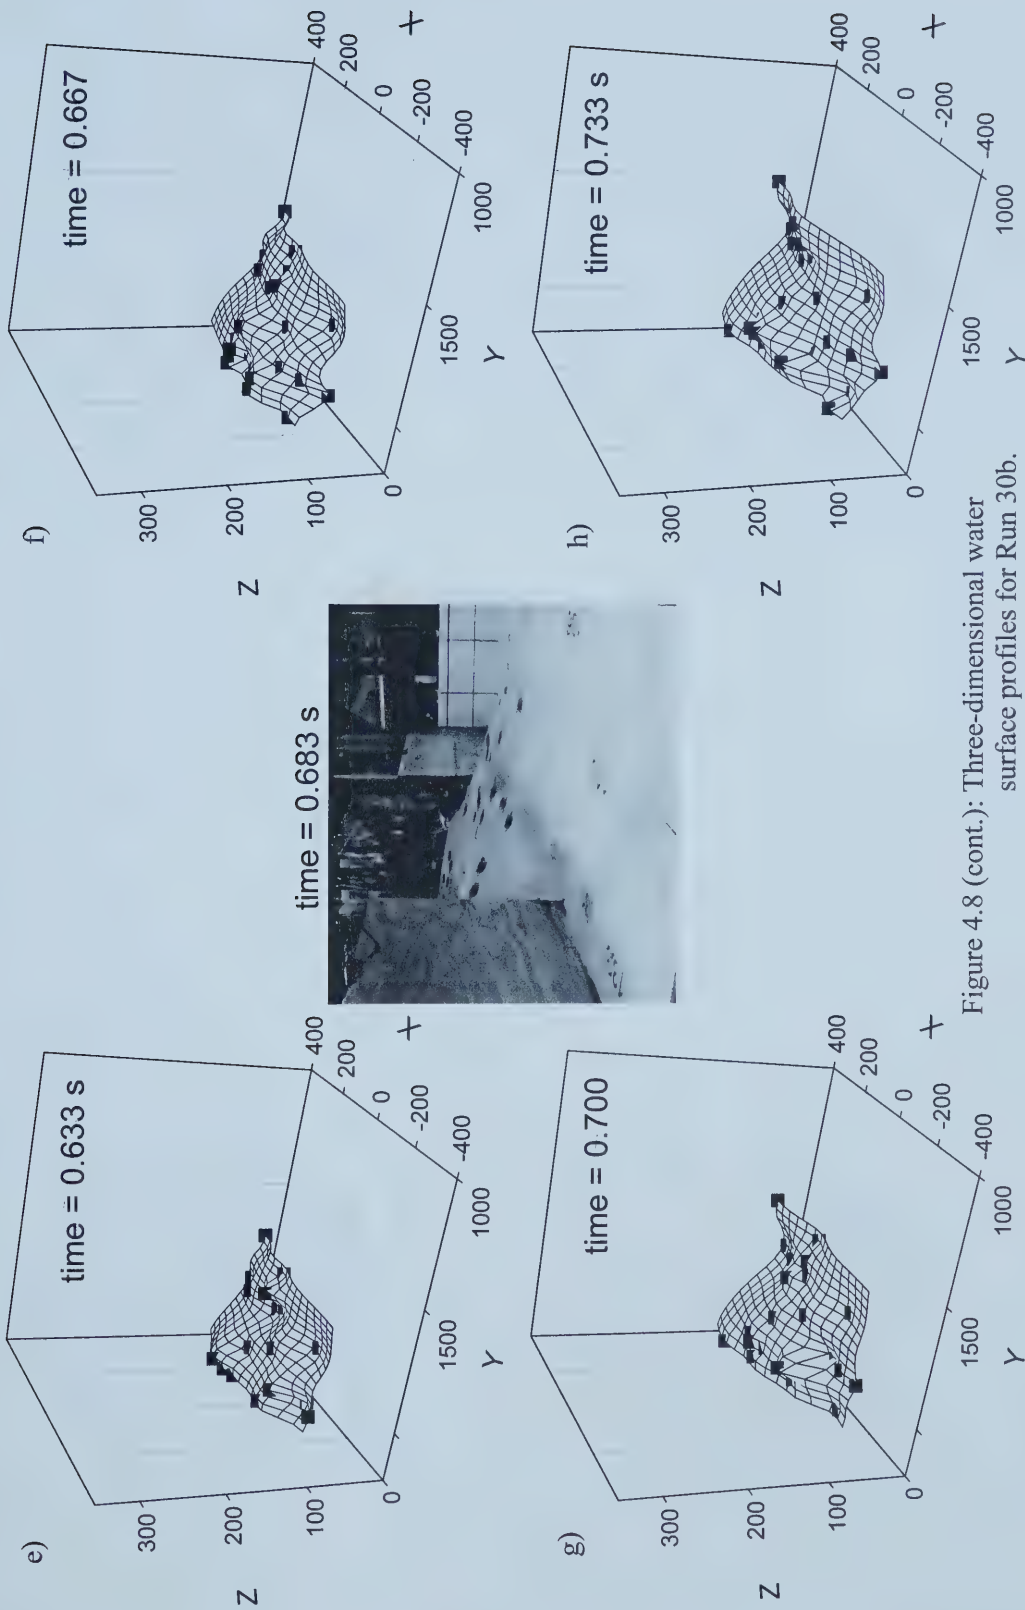 e)
time = 0.633 s
Z
300
200
100
0
1500
Y
1000
-400
-200
0
200
400
X
f)
time = 0.667
Z
300
200
100
0
1500
Y
1000
-400
-200
0
200
400
X
time = 0.683 s
g)
time = 0.700
Z
300
200
100
0
1500
Y
1000
-400
-200
0
200
400
X
h)
time = 0.733 s
Z
300
200
100
0
1500
Y
1000
-400
-200
0
200
400
X
Figure 4.8 (cont.): Three-dimensional water
surface profiles for Run 30b.